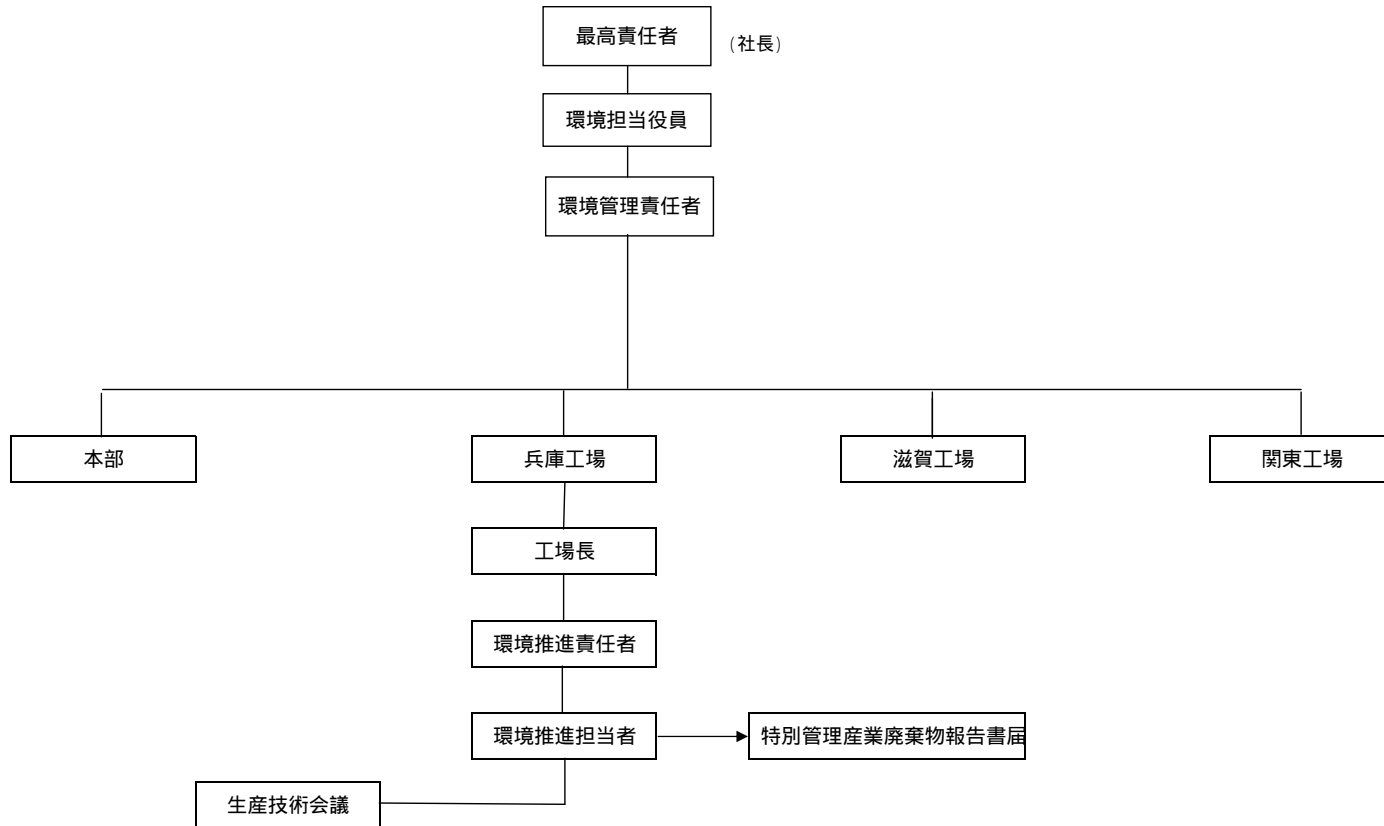 最高責任者
(社長)
環境担当役員
環境管理責任者
本部
兵庫工場
滋賀工場
関東工場
工場長
環境推進責任者
環境推進担当者
特別管理産業廃棄物報告書届
生産技術会議